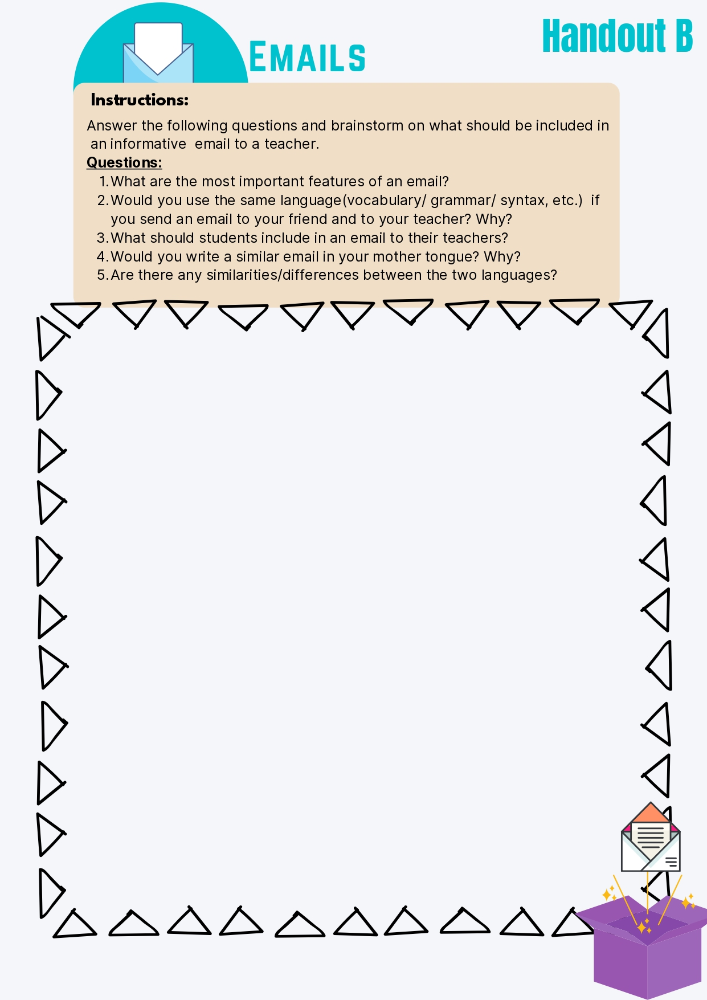 Handout B
EMAILS
Instructions:
Answer the following questions and brainstorm on what should be included in
an informative  email to a teacher.
Questions:
1.What are the most important features of an email?
2.Would you use the same language(vocabulary/ grammar/ syntax, etc.)  if
you send an email to your friend and to your teacher? Why?
3.What should students include in an email to their teachers?
4.Would you write a similar email in your mother tongue? Why?
5.Are there any similarities/differences between the two languages?